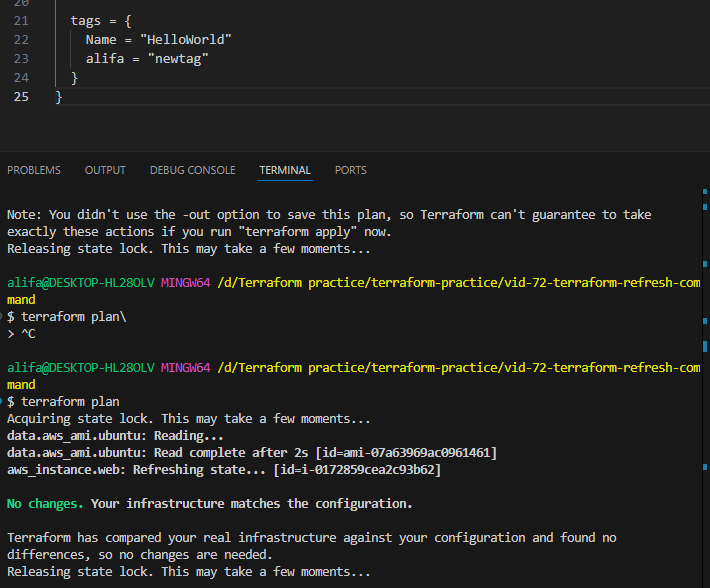 20
21 tags = {
22 Name = "HelloWorld"
23 alifa = "newtag"
24 }
25 }
PROBLEMS OUTPUT DEBUG CONSOLE TERMINAL PORTS
Note: You didn't use the -out option to save this plan, so Terraform can't guarantee to take
exactly these actions if you run "terraform apply" now.
Releasing state lock. This may take a few moments...
alifa@DESKTOP-HL28OLV MINGW64 /d/Terraform practice/terraform-practice/vid-72-terraform-refresh-com
mand
$ terraform plan\
> ^C
alifa@DESKTOP-HL28OLV MINGW64 /d/Terraform practice/terraform-practice/vid-72-terraform-refresh-com
mand
$ terraform plan
Acquiring state lock. This may take a few moments...
data.aws_ami.ubuntu: Reading...
data.aws_ami.ubuntu: Read complete after 2s [id=ami-07a63969ac0961461]
aws_instance.web: Refreshing state... [id=i-0172859cea2c93b62]
No changes. Your infrastructure matches the configuration.
Terraform has compared your real infrastructure against your configuration and found no
differences, so no changes are needed.
Releasing state lock. This may take a few moments...